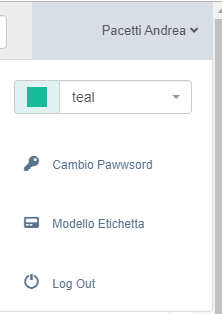 Pacetti Andrea
teal
Cambio Pawwsord
Modello Etichetta
Log Out